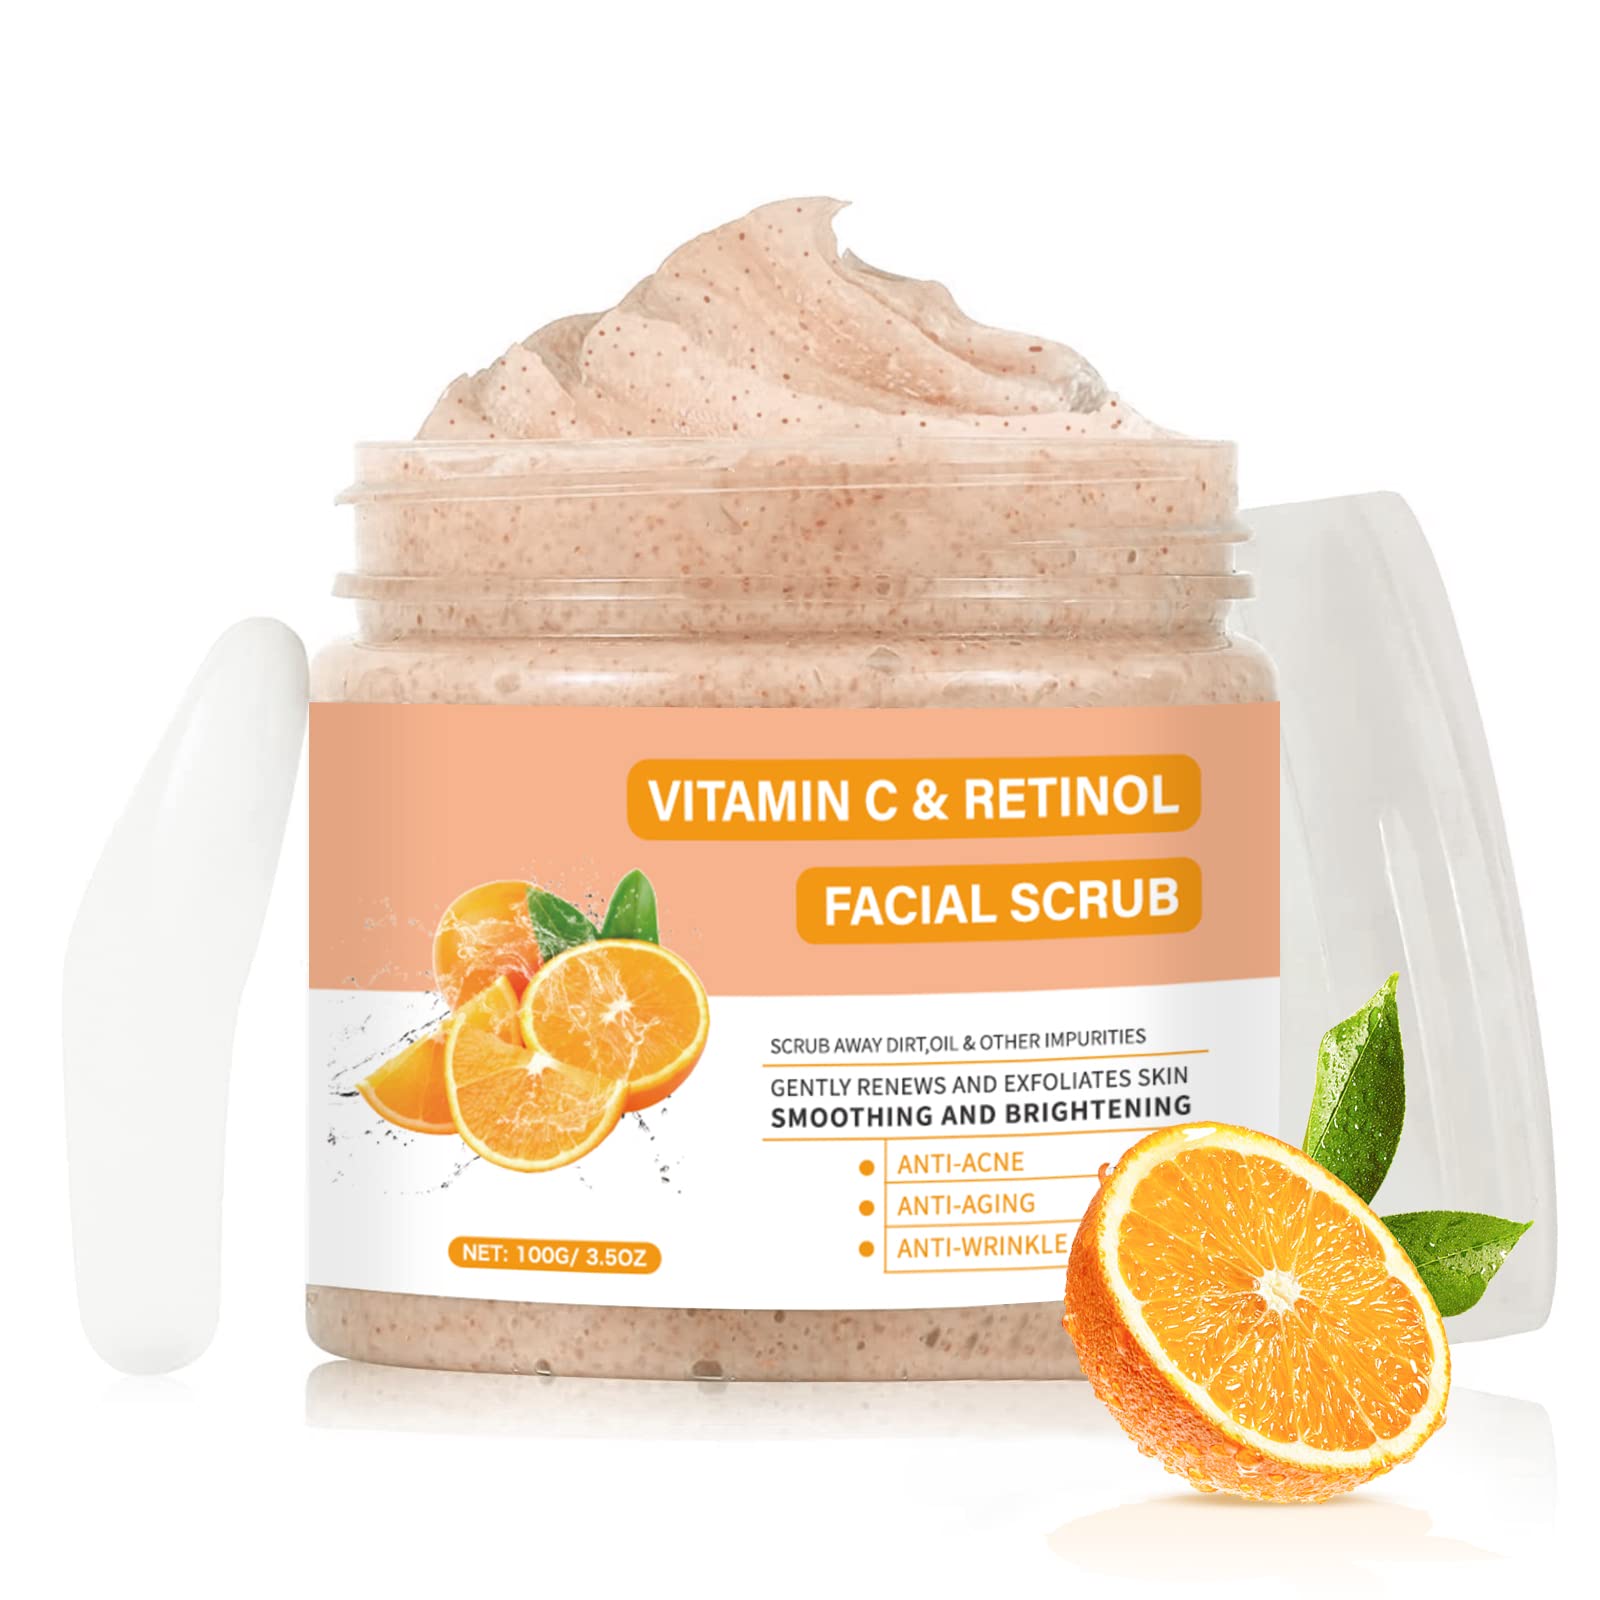 VITAMIN C & RETINOL
FACIAL SCRUB
SCRUB AWAY DIRT,OIL & OTHER IMPURITIES
GENTLY RENEWS AND EXFOLIATES SKIN
SMOOTHING AND BRIGHTENING
ANTI-ACNE
ANTI-AGING
ANTI-WRINKLE
NET: 100G/ 3.5OZ